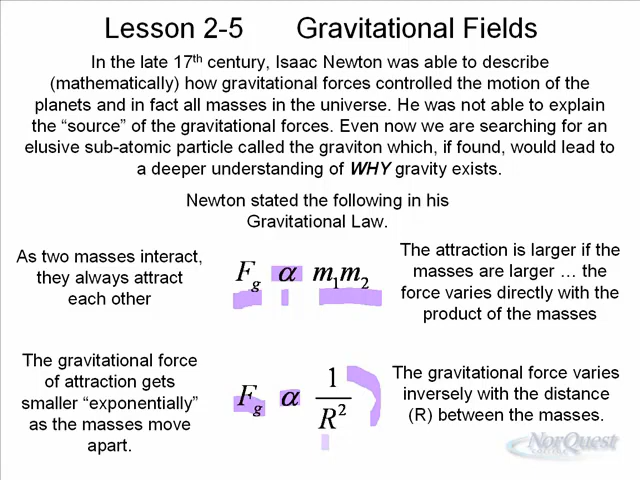 Lesson 2-5 Gravitational Fields
In the late 17th century, Isaac Newton was able to describe
(mathematically) how gravitational forces controlled the motion of the
planets and in fact all masses in the universe. He was not able to explain
the “source” of the gravitational forces. Even now we are searching for an
elusive sub-atomic particle called the graviton which, if found, would lead to
a deeper understanding of WHY gravity exists.
Newton stated the following in his
Gravitational Law.
As two masses interact,
they always attract
each other
Fg α m1m2
The attraction is larger if the
masses are larger … the
force varies directly with the
product of the masses
The gravitational force
of attraction gets
smaller “exponentially”
as the masses move
apart.
Fg α 1/R²
The gravitational force varies
inversely with the distance
(R) between the masses.
NorQuest